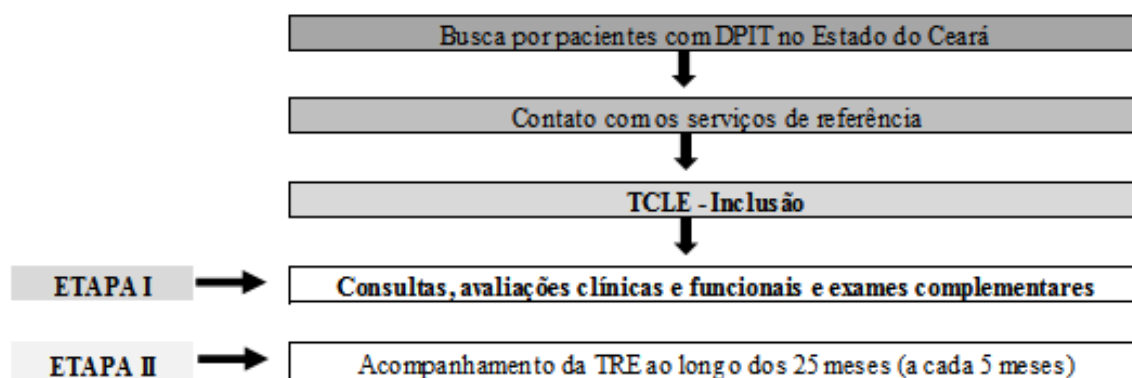 Busca por pacientes com DPIT no Estado do Ceará
Contato com os serviços de referência
TCLE - Inclusão
ETAPA I
Consultas, avaliações clínicas e funcionais e exames complementares
ETAPA II
Acompanhamento da TRE ao longo dos 25 meses (a cada 5 meses)